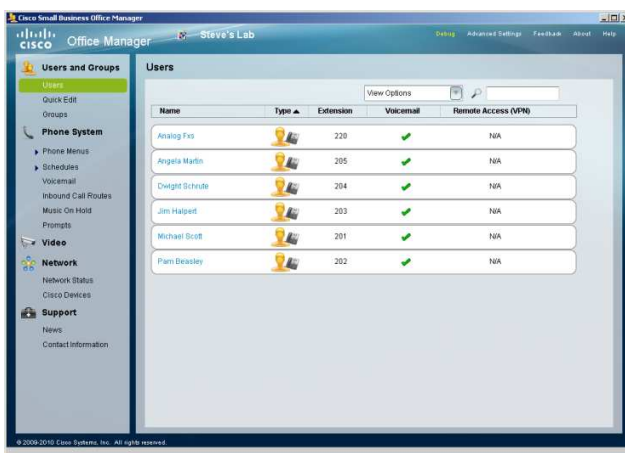 Cisco Small Business Office Manager
CISCO Office Manager Steve's Lab Debug Advanced Settings Feedback About Help
Users and Groups
Users
Quick Edit
Groups
Phone System
Phone Menus
Schedules
Voicemail
Inbound Call Routes
Music On Hold
Prompts
Video
Network
Network Status
Cisco Devices
Support
News
Contact Information
Users
View Options
Name Type Extension Voicemail Remote Access (VPN)
Analog Fxs 220 N/A
Angela Martin 205 N/A
Dwight Schrute 204 N/A
Jim Halpert 203 N/A
Michael Scott 201 N/A
Pam Beasley 202 N/A
© 2009-2010 Cisco Systems, Inc. All rights reserved.